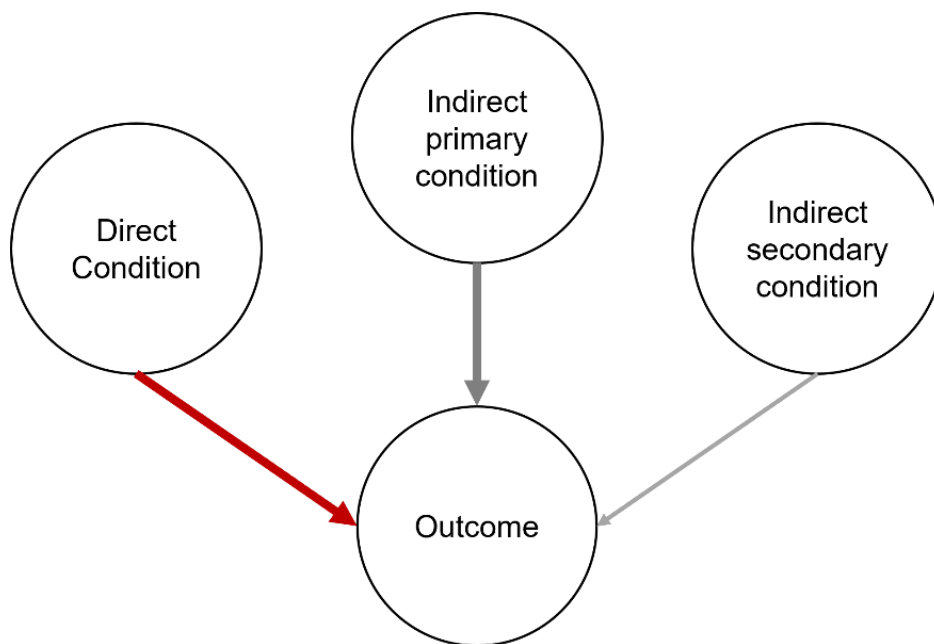 Direct
Condition
Indirect
primary
condition
Indirect
secondary
condition
Outcome